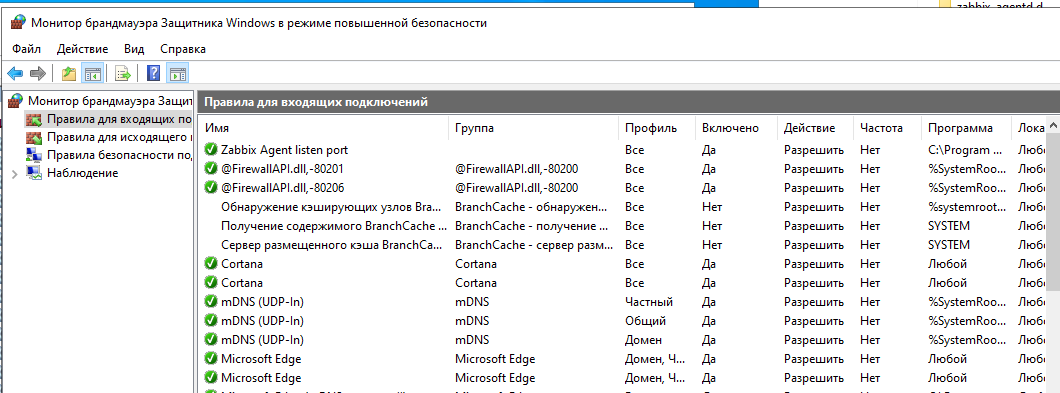 zabbix_agentd.d
Монитор брандмауэра Защитника Windows в режиме повышенной безопасности
Файл Действие Вид Справка
Монитор брандмауэра Защит
Правила для входящих по
Правила для исходящего
Правила безопасности по
Наблюдение
Правила для входящих подключений
Имя Группа Профиль Включено Действие Частота Программа Лока
Zabbix Agent listen port Все Да Разрешить Нет C:\Program ... Любо
@FirewallAPI.dll,-80201 @FirewallAPI.dll,-80200 Все Да Разрешить Нет %SystemRoo... Любо
@FirewallAPI.dll,-80206 @FirewallAPI.dll,-80200 Все Да Разрешить Нет %SystemRoo... Любо
Обнаружение кэширующих узлов Bra... BranchCache - обнаружен... Все Нет Разрешить Нет %systemroot... Любо
Получение содержимого BranchCache ... BranchCache - получение ... Все Нет Разрешить Нет SYSTEM Любо
Сервер размещенного кэша BranchCa... BranchCache - сервер разм... Все Нет Разрешить Нет SYSTEM Любо
Cortana Cortana Все Да Разрешить Нет Любой Любо
Cortana Cortana Все Да Разрешить Нет Любой Любо
mDNS (UDP-In) mDNS Частный Да Разрешить Нет %SystemRoo... Любо
mDNS (UDP-In) mDNS Общий Да Разрешить Нет %SystemRoo... Любо
mDNS (UDP-In) mDNS Домен Да Разрешить Нет %SystemRoo... Любо
Microsoft Edge Microsoft Edge Домен, Ч... Да Разрешить Нет Любой Любо
Microsoft Edge Microsoft Edge Домен, Ч... Да Разрешить Нет Любой Любо